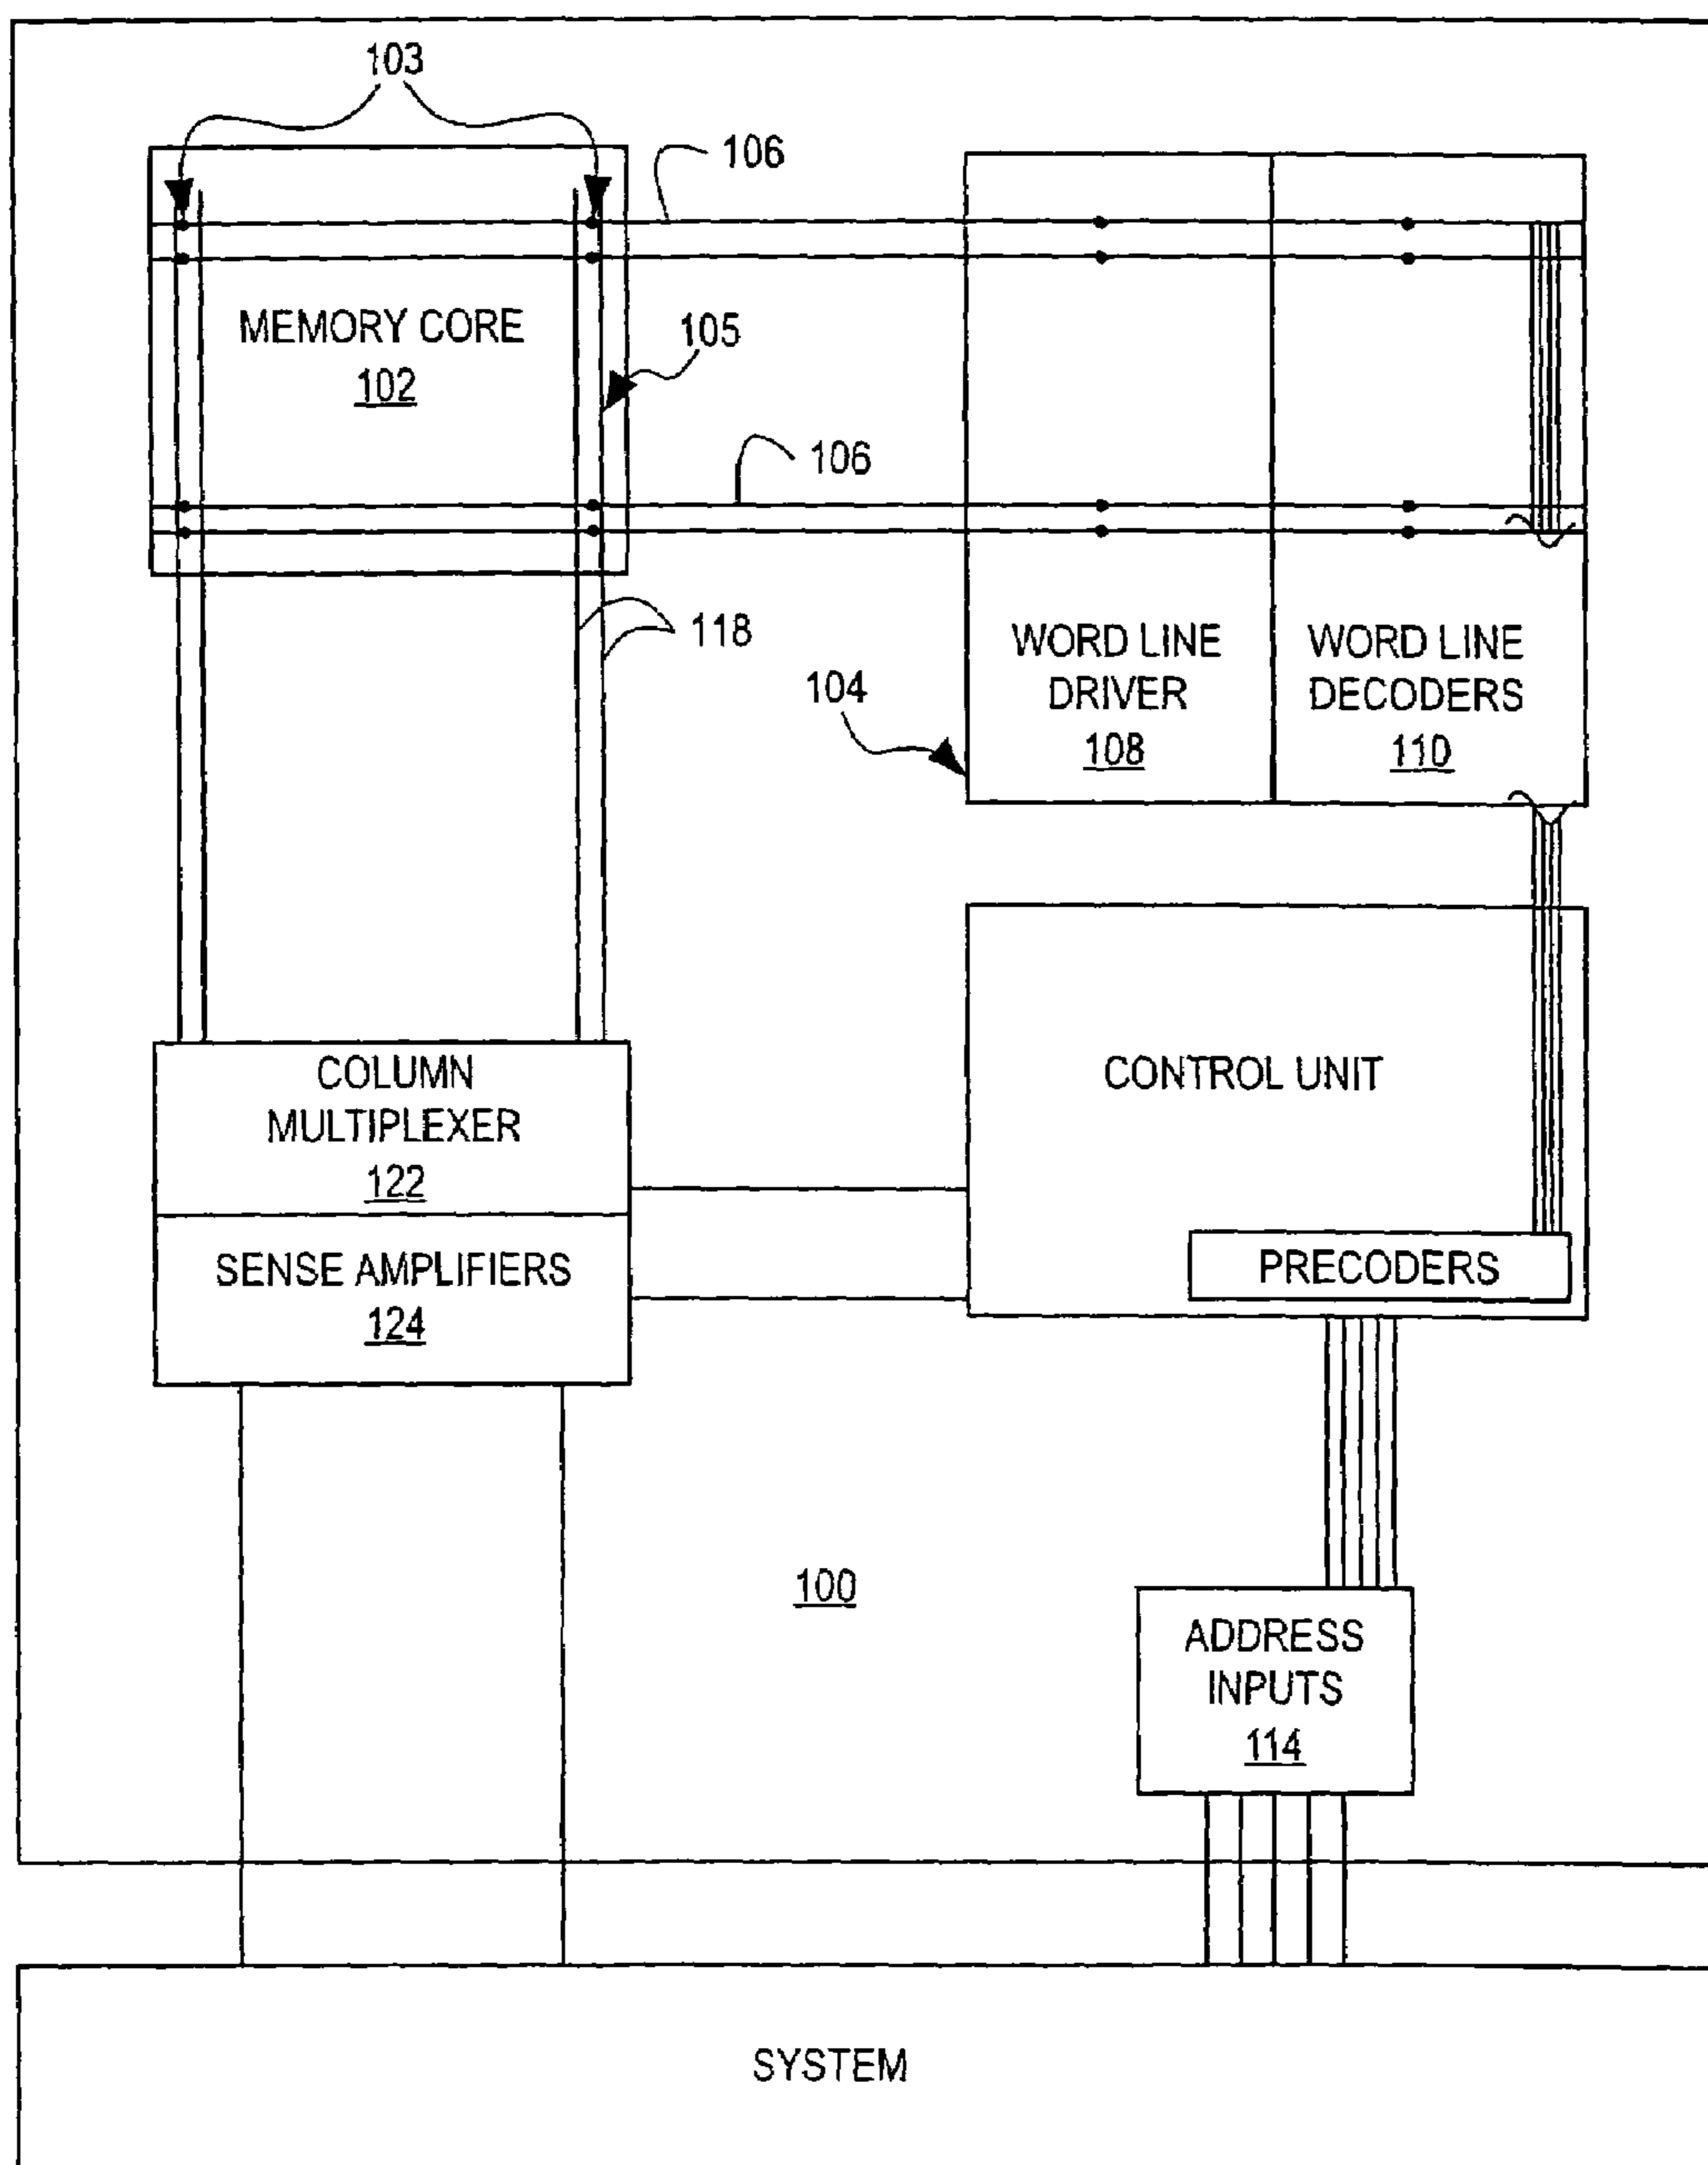 103
106
MEMORY CORE
102
105
106
118
104
WORD LINE
DRIVER
108
WORD LINE
DECODERS
110
COLUMN
MULTIPLEXER
122
SENSE AMPLIFIERS
124
CONTROL UNIT
PRECODERS
100
ADDRESS
INPUTS
114
SYSTEM